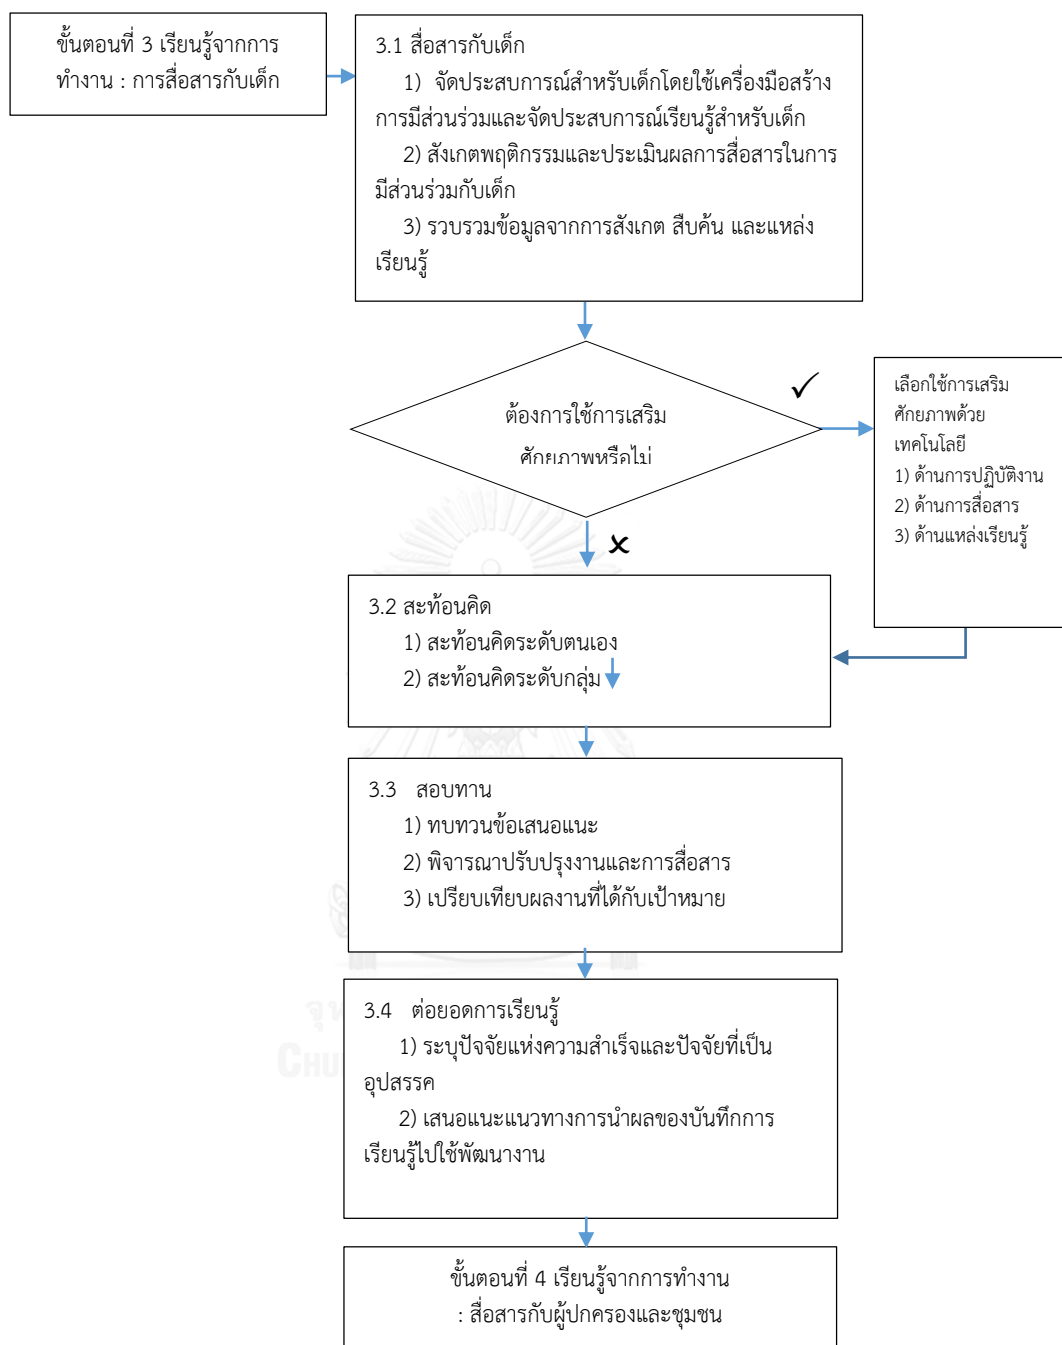 ขั้นตอนที่ 3 เรียนรู้จากการ
ทำงาน : การสื่อสารกับเด็ก
3.1 สื่อสารกับเด็ก
1) จัดประสบการณ์สำหรับเด็กโดยใช้เครื่องมือสร้าง
การมีส่วนร่วมและจัดประสบการณ์เรียนรู้สำหรับเด็ก
2) สังเกตพฤติกรรมและประเมินผลการสื่อสารในการ
มีส่วนร่วมกับเด็ก
3) รวบรวมข้อมูลจากการสังเกต สืบค้น และแหล่ง
เรียนรู้
ต้องการใช้การเสริม
ศักยภาพหรือไม่
เลือกใช้การเสริม
ศักยภาพด้วย
เทคโนโลยี
1) ด้านการปฏิบัติงาน
2) ด้านการสื่อสาร
3) ด้านแหล่งเรียนรู้
3.2 สะท้อนคิด
1) สะท้อนคิดระดับตนเอง
2) สะท้อนคิดระดับกลุ่ม
3.3 สอบทาน
1) ทบทวนข้อเสนอแนะ
2) พิจารณาปรับปรุงงานและการสื่อสาร
3) เปรียบเทียบผลงานที่ได้กับเป้าหมาย
3.4 ต่อยอดการเรียนรู้
1) ระบุปัจจัยแห่งความสำเร็จและปัจจัยที่เป็น
อุปสรรค
2) เสนอแนะแนวทางการนำผลของบันทึกการ
เรียนรู้ไปใช้พัฒนางาน
จุฬ
CHU
ขั้นตอนที่ 4 เรียนรู้จากการทำงาน
: สื่อสารกับผู้ปกครองและชุมชน